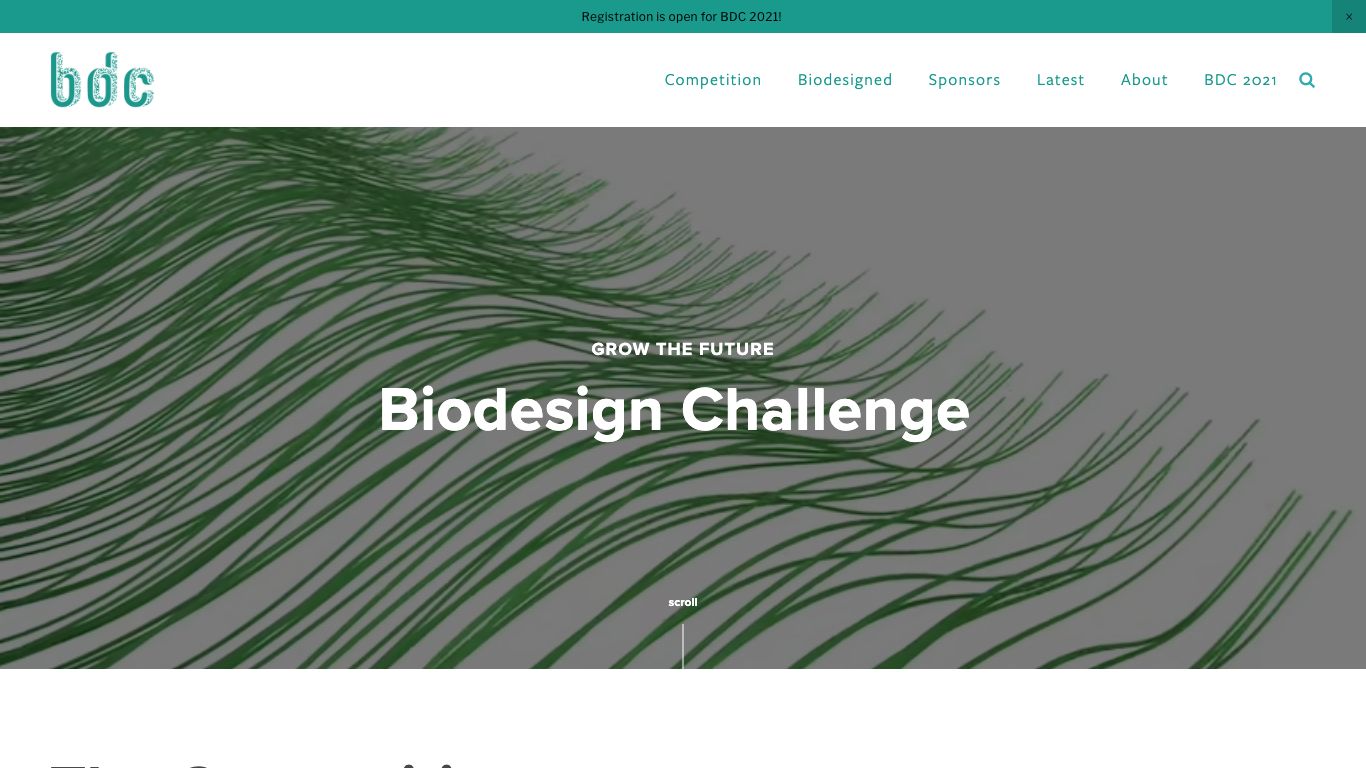 Registration is open for BDC 2021!
×
bdc
Competition
Biodesigned
Sponsors
Latest
About
BDC 2021
GROW THE FUTURE
Biodesign Challenge
scroll